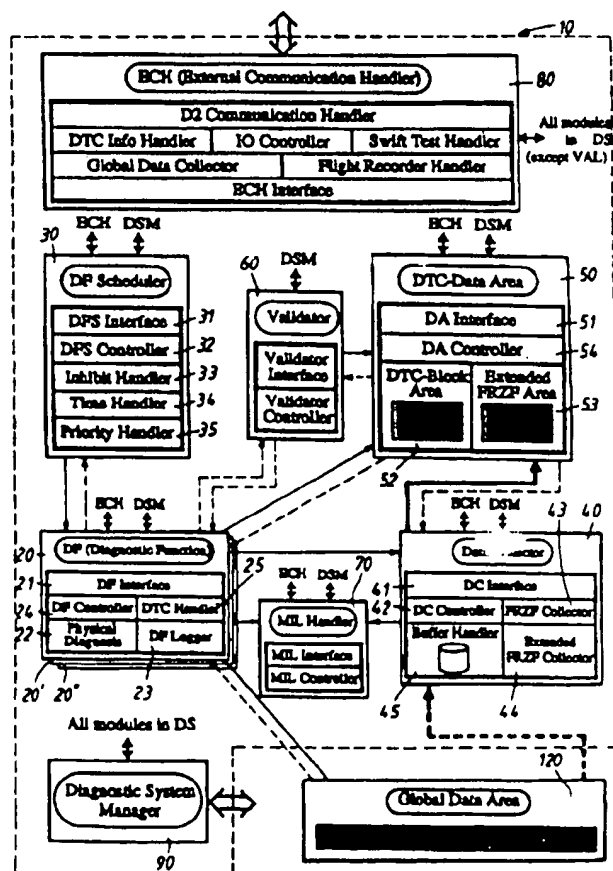 10
ECH (External Communication Handler)
80
D2 Communication Handler
DTC Info Handler IO Controller Swift Test Handler
Global Data Collector Flight Recorder Handler
ECH Interface
All modules
in DS
(except VAL)
ECH DSM
30
DF Scheduler
DFS Interface 31
DFS Controller 32
Inhibit Handler 33
Time Handler 34
Priority Handler 35
DSM
60
Validator
Validator
Interface
Validator
Controller
ECH DSM
50
DTC-Data Area
DA Interface 51
DA Controller 54
DTC-Block
Area
Extended
FRZF Area
53
52
ECH DSM
20
DF (Diagnostic Function)
25
21
DF Interface
24
DF Controller DTC Handler
22
Physical
Diagnosis
DF Logger
20' 20" 23
ECH DSM
70
MIL Handler
MIL Interface
MIL Controller
ECH DSM
43 40
41
DC Interface
42
DC Controller FRZF Collector
Buffer Handler
Extended
FRZF Collector
45 44
All modules in DS
Diagnostic System
Manager
90
120
Global Data Area